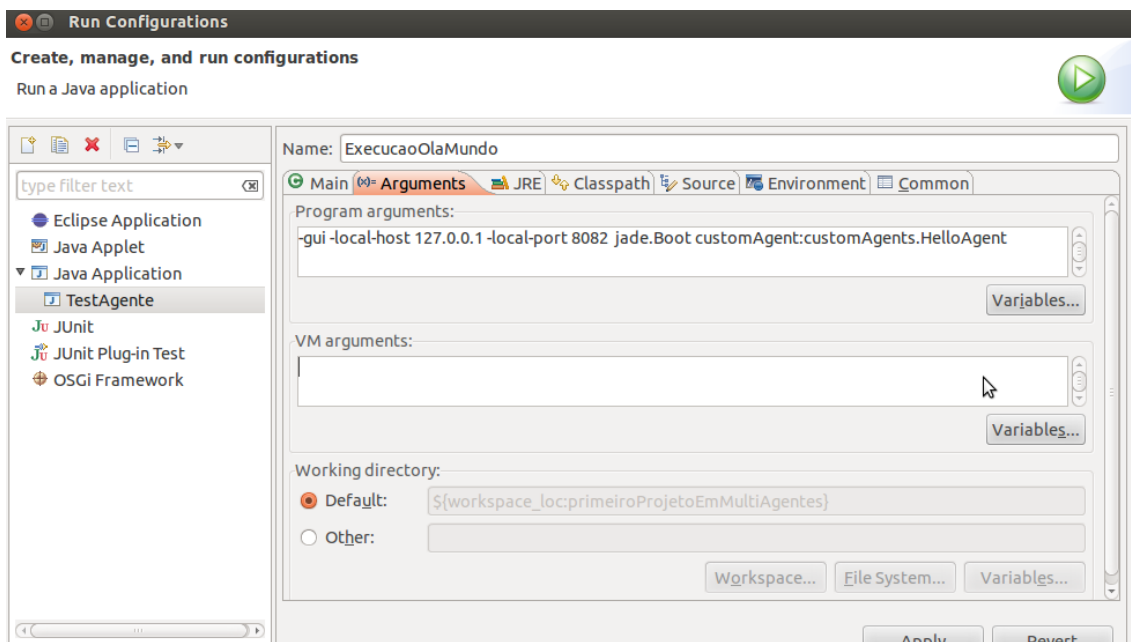 Run Configurations
Create, manage, and run configurations
Run a Java application
type filter text
Eclipse Application
Java Applet
Java Application
TestAgente
JUnit
JUnit Plug-in Test
OSGi Framework
Name: ExecucaoOlaMundo
Main Arguments JRE Classpath Source Environment Common
Program arguments:
-gui -local-host 127.0.0.1 -local-port 8082 jade.Boot customAgent:customAgents.HelloAgent
Variables...
VM arguments:
Variables...
Working directory:
Default: ${workspace_loc:primeiroProjetoEmMultiAgentes}
Other:
Workspace... File System... Variables...
Apply Revert